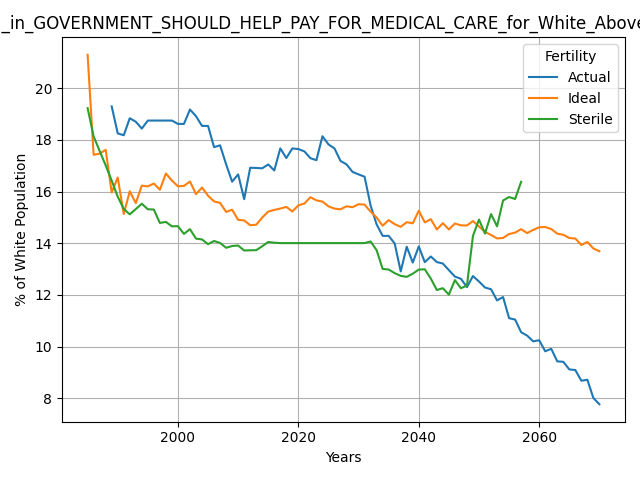 _in_GOVERNMENT_SHOULD_HELP_PAY_FOR_MEDICAL_CARE_for_White_Above
Fertility
Actual
Ideal
Sterile
% of White Population
20
18
16
14
12
10
8
2000
2020
2040
2060
Years